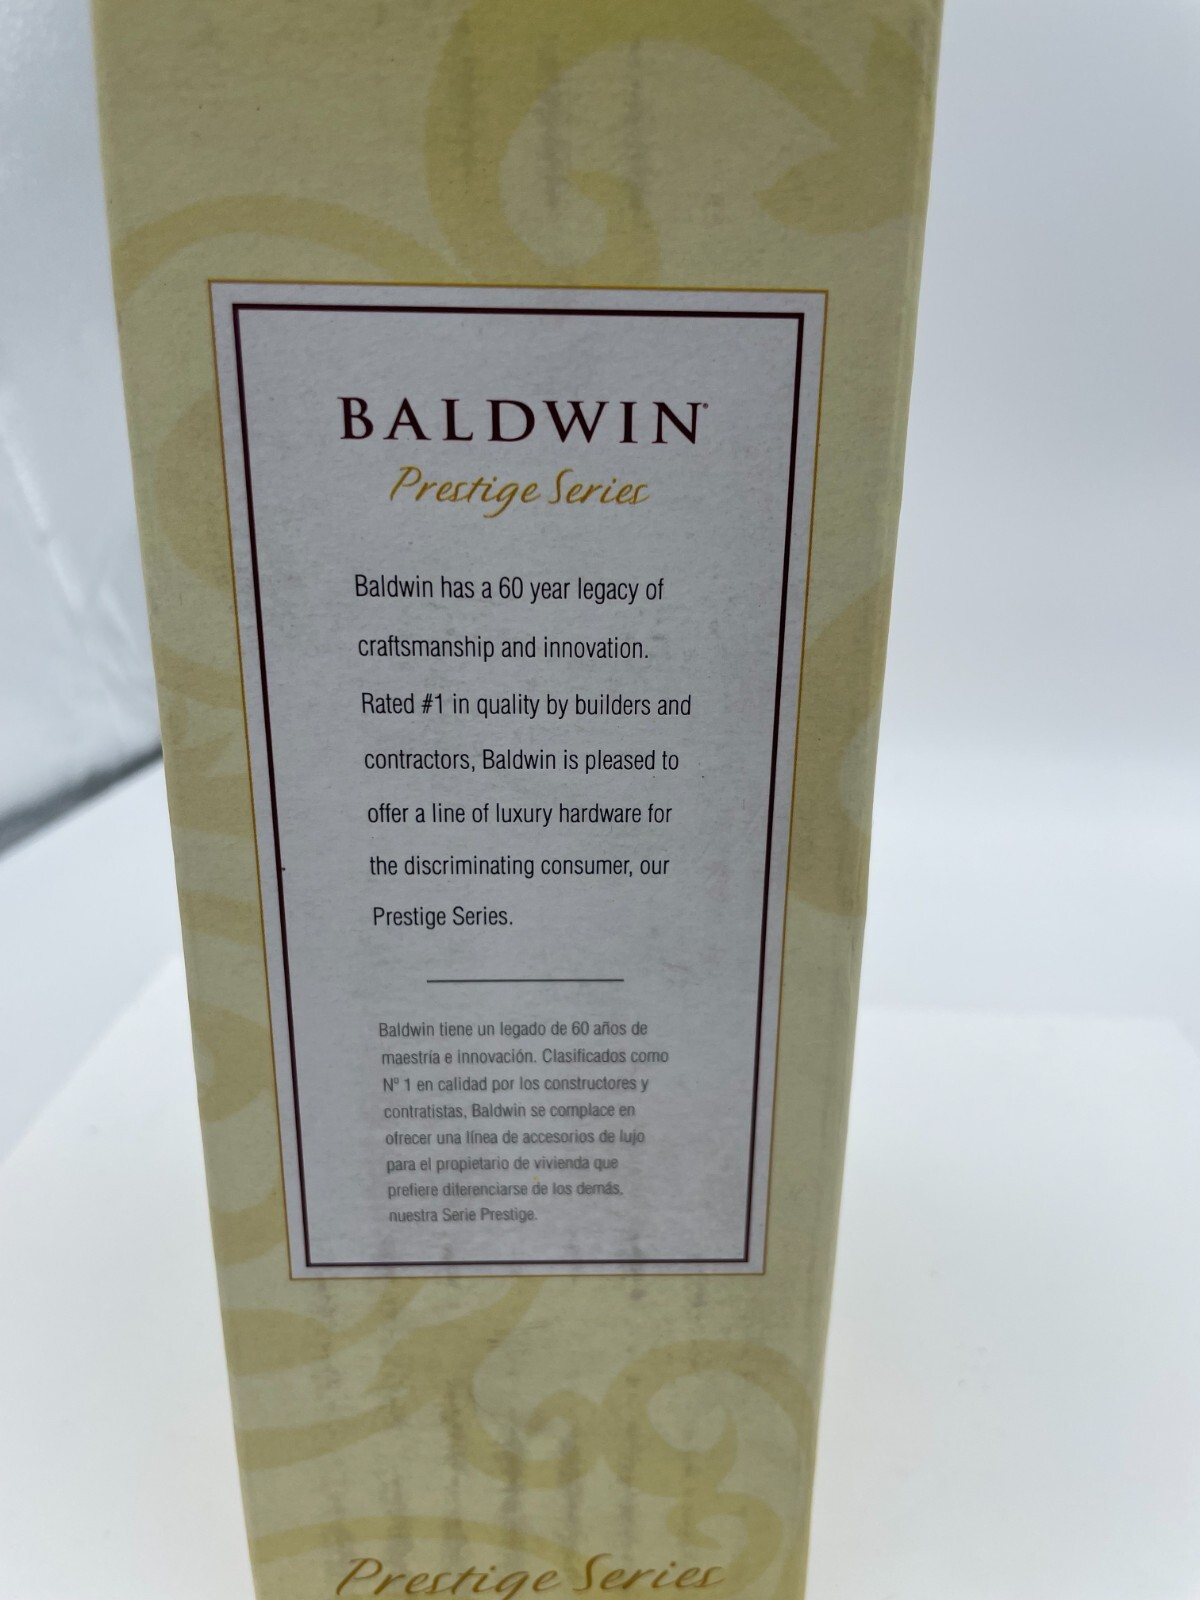 BALDWIN®
Prestige Series
Baldwin has a 60 year legacy of
craftsmanship and innovation.
Rated #1 in quality by builders and
contractors, Baldwin is pleased to
offer a line of luxury hardware for
the discriminating consumer, our
Prestige Series.
Baldwin tiene un legado de 60 años de
maestría e innovación. Clasificados como
Nº 1 en calidad por los constructores y
contratistas, Baldwin se complace en
ofrecer una línea de accesorios de lujo
para el propietario de vivienda que
prefiere diferenciarse de los demás,
nuestra Serie Prestige.
Prestige Series